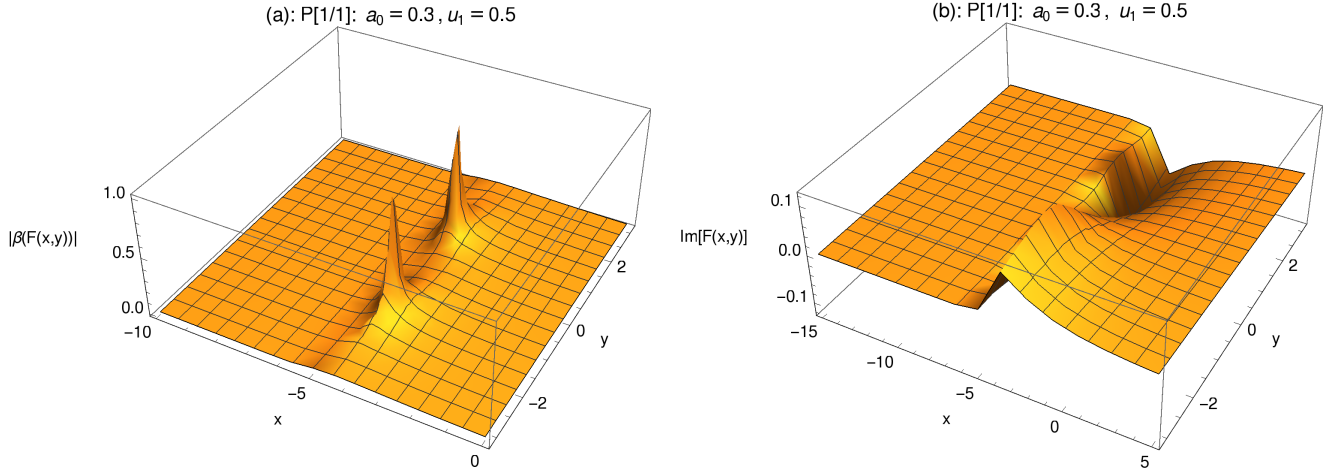 (a): P[1/1]: a₀ = 0.3 , u₁ = 0.5
1.0
0.5
0.0
|β(F(x,y))|
−10
−5
0
x
−2
0
2
y
(b): P[1/1]: a₀ = 0.3 , u₁ = 0.5
0.1
0.0
−0.1
Im[F(x,y)]
−15
−10
−5
0
5
x
−2
0
2
y